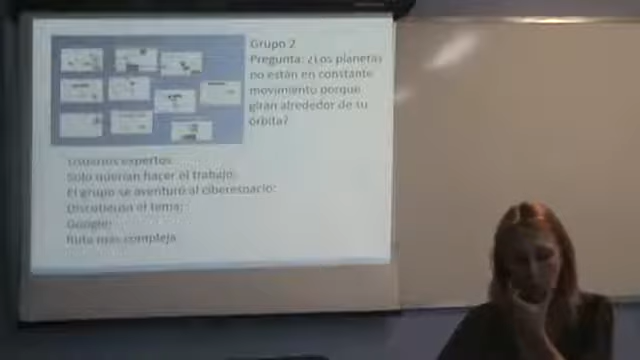 Grupo 2
Pregunta: ¿Los planetas
no están en constante
movimiento porque
giran alrededor de su
órbita?
Usuarios expertos
Solo querían hacer el trabajo;
El grupo se aventuró al ciberespacio;
Discutieron el tema;
Google;
Ruta más compleja